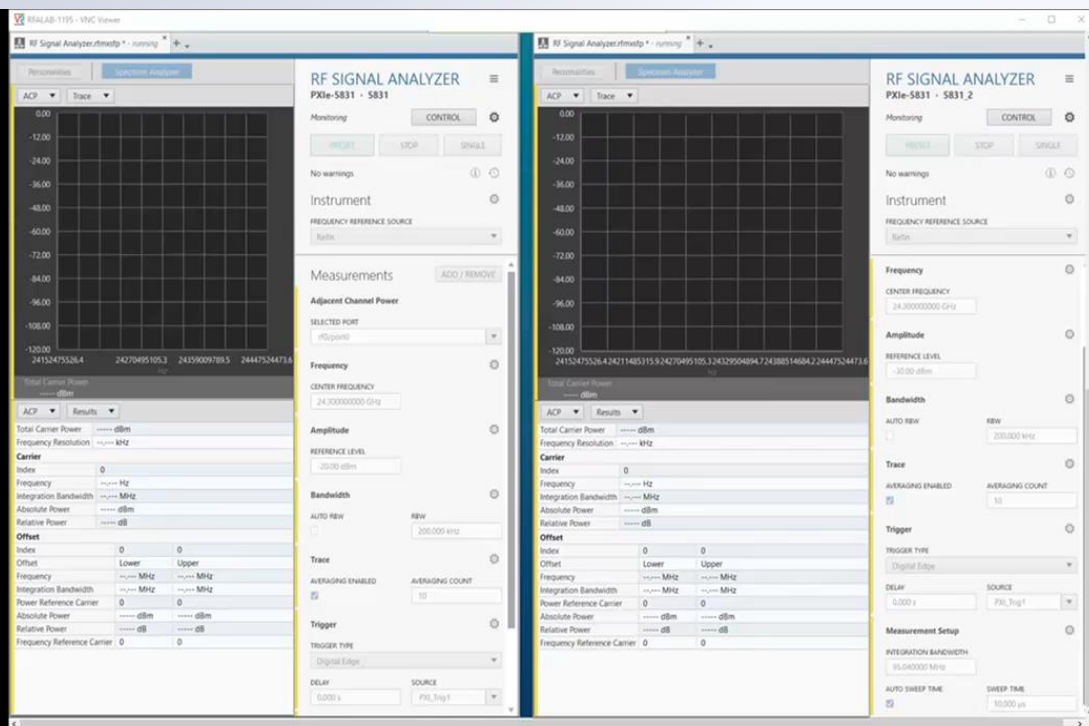 RFALAB-1195 - VNC Viewer
RF Signal Analyzer.rfmxstp * - running
Personalities Spectrum Analyzer
ACP Trace
0.00
-12.00
-24.00
-36.00
-48.00
-60.00
-72.00
-84.00
-96.00
-108.00
-120.00
24152475526.4 24270495105.3 24359009789.5 24447524473.6
Hz
Total Carrier Power
----- dBm
ACP Results
Total Carrier Power ----- dBm
Frequency Resolution --.--- kHz
Carrier
Index 0
Frequency --.--- Hz
Integration Bandwidth --.--- MHz
Absolute Power ----- dBm
Relative Power ----- dB
Offset
Index 0 0
Offset Lower Upper
Frequency --.--- MHz --.--- MHz
Integration Bandwidth --.--- MHz --.--- MHz
Power Reference Carrier 0 0
Absolute Power ----- dBm ----- dBm
Relative Power ----- dB ----- dB
Frequency Reference Carrier 0 0
RF SIGNAL ANALYZER
PXIe-5831 · 5831
Monitoring CONTROL
PRESET STOP SINGLE
No warnings
Instrument
FREQUENCY REFERENCE SOURCE
RefIn
Measurements ADD / REMOVE
Adjacent Channel Power
SELECTED PORT
rf0/port0
Frequency
CENTER FREQUENCY
24.300000000 GHz
Amplitude
REFERENCE LEVEL
-20.00 dBm
Bandwidth
AUTO RBW RBW
200.000 kHz
Trace
AVERAGING ENABLED AVERAGING COUNT
10
Trigger
TRIGGER TYPE
Digital Edge
DELAY SOURCE
0.000 s PXI_Trig1
RF Signal Analyzer.rfmxstp * - running
Personalities Spectrum Analyzer
ACP Trace
0.00
-12.00
-24.00
-36.00
-48.00
-60.00
-72.00
-84.00
-96.00
-108.00
-120.00
24152475526.4 24211485315.9 24270495105.3 24329504894.7 24388514684.2 24447524473.6
Hz
Total Carrier Power
----- dBm
ACP Results
Total Carrier Power ----- dBm
Frequency Resolution --.--- kHz
Carrier
Index 0
Frequency --.--- Hz
Integration Bandwidth --.--- MHz
Absolute Power ----- dBm
Relative Power ----- dB
Offset
Index 0 0
Offset Lower Upper
Frequency --.--- MHz --.--- MHz
Integration Bandwidth --.--- MHz --.--- MHz
Power Reference Carrier 0 0
Absolute Power ----- dBm ----- dBm
Relative Power ----- dB ----- dB
Frequency Reference Carrier 0 0
RF SIGNAL ANALYZER
PXIe-5831 · 5831_2
Monitoring CONTROL
PRESET STOP SINGLE
No warnings
Instrument
FREQUENCY REFERENCE SOURCE
RefIn
Frequency
CENTER FREQUENCY
24.300000000 GHz
Amplitude
REFERENCE LEVEL
-30.00 dBm
Bandwidth
AUTO RBW RBW
200.000 kHz
Trace
AVERAGING ENABLED AVERAGING COUNT
10
Trigger
TRIGGER TYPE
Digital Edge
DELAY SOURCE
0.000 s PXI_Trig1
Measurement Setup
INTEGRATION BANDWIDTH
95.040000 MHz
AUTO SWEEP TIME SWEEP TIME
10.000 µs